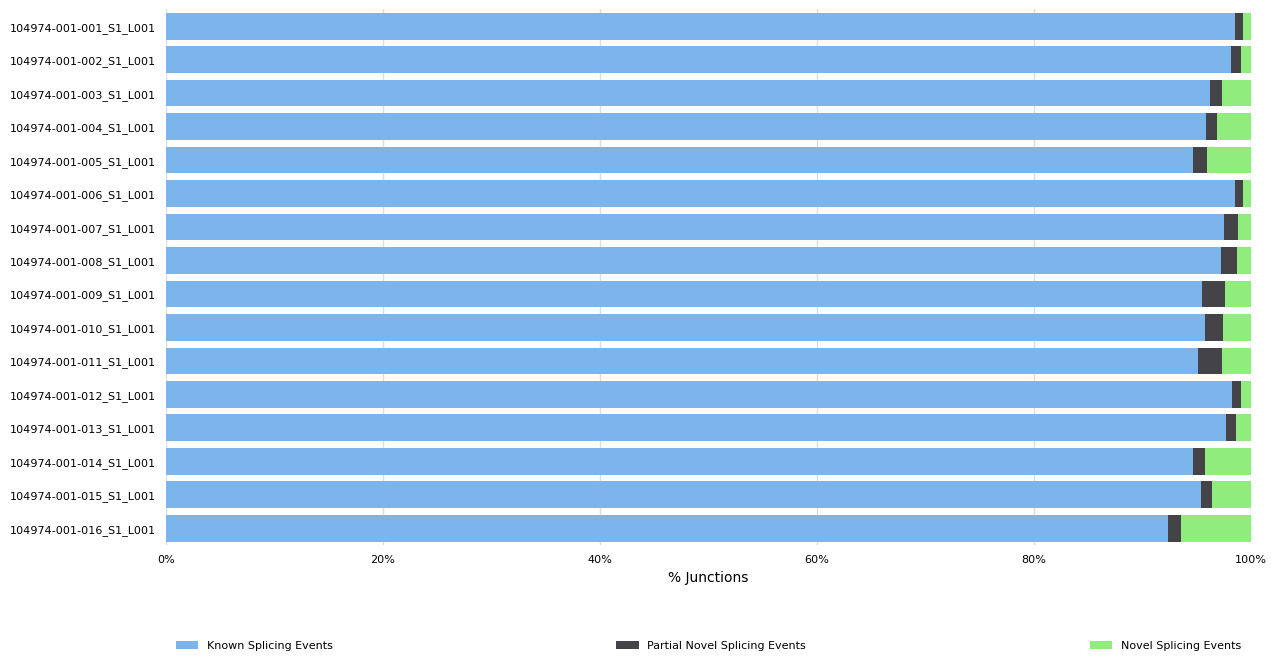 104974-001-001_S1_L001
104974-001-002_S1_L001
104974-001-003_S1_L001
104974-001-004_S1_L001
104974-001-005_S1_L001
104974-001-006_S1_L001
104974-001-007_S1_L001
104974-001-008_S1_L001
104974-001-009_S1_L001
104974-001-010_S1_L001
104974-001-011_S1_L001
104974-001-012_S1_L001
104974-001-013_S1_L001
104974-001-014_S1_L001
104974-001-015_S1_L001
104974-001-016_S1_L001
0% 20% 40% 60% 80% 100%
% Junctions
Known Splicing Events Partial Novel Splicing Events Novel Splicing Events